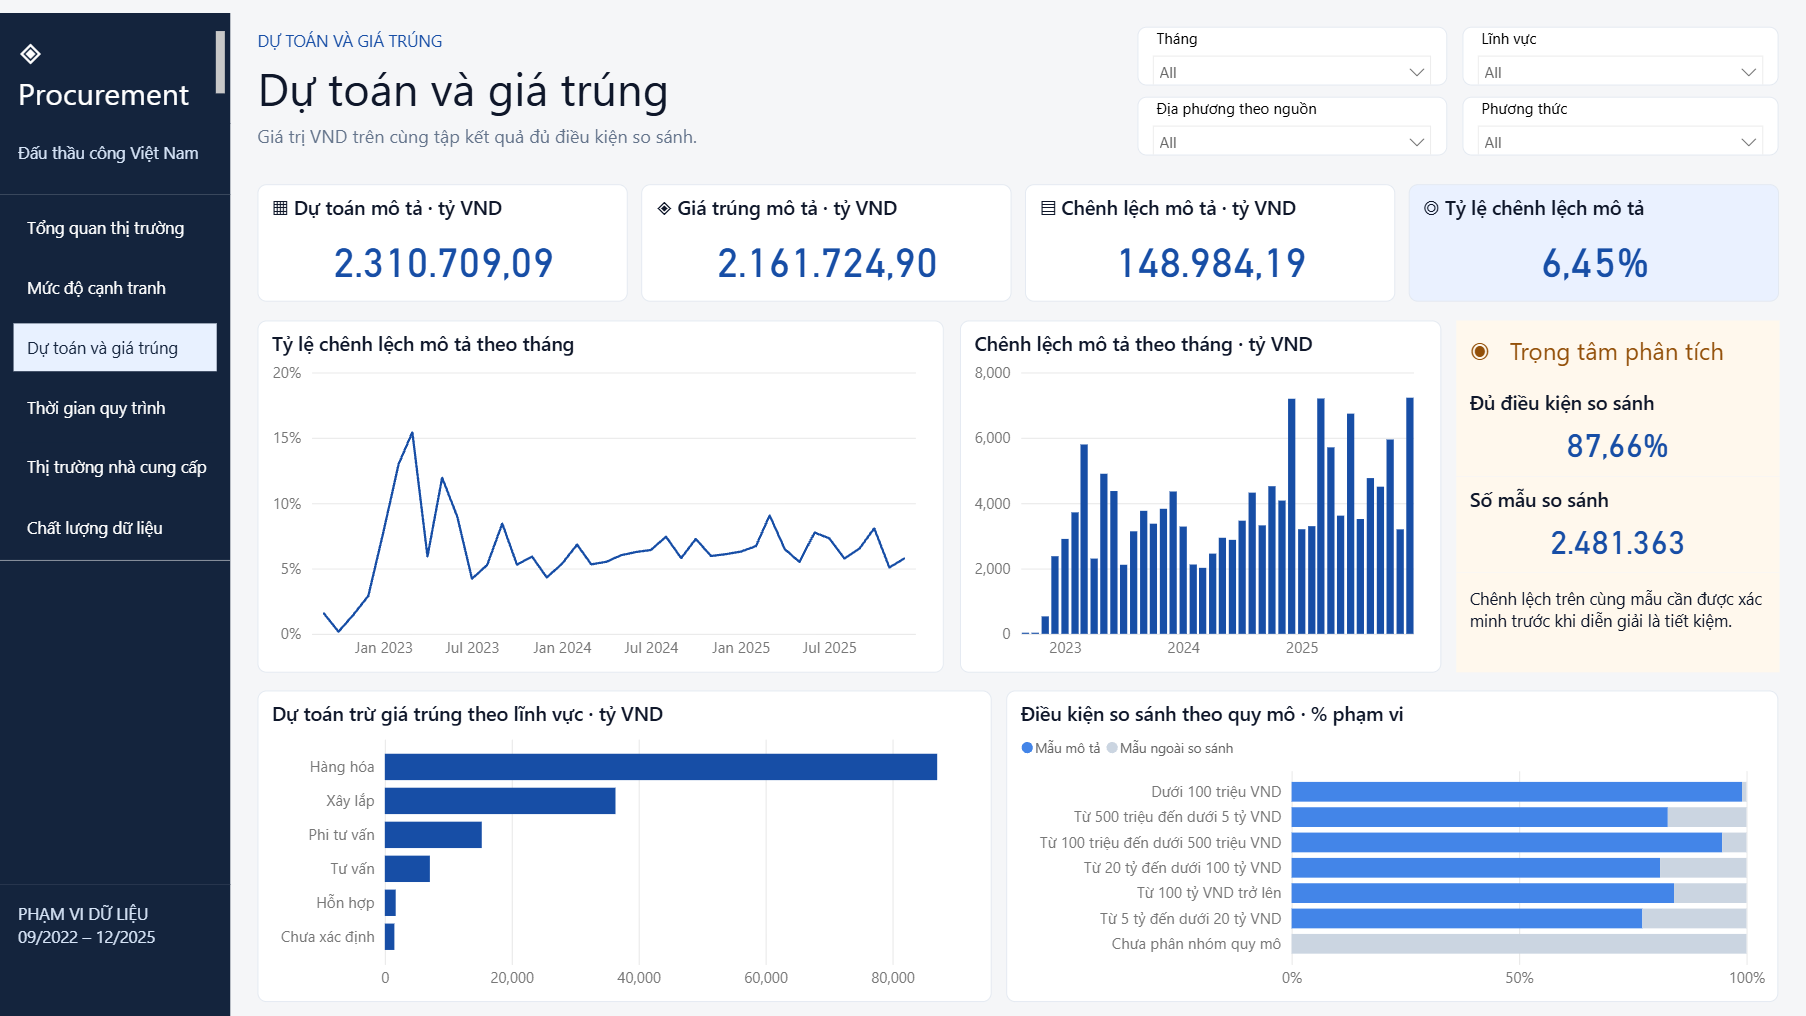 Procurement
Đấu thầu công Việt Nam
Tổng quan thị trường
Mức độ cạnh tranh
Dự toán và giá trúng
Thời gian quy trình
Thị trường nhà cung cấp
Chất lượng dữ liệu
PHẠM VI DỮ LIỆU
09/2022 – 12/2025
DỰ TOÁN VÀ GIÁ TRÚNG
Dự toán và giá trúng
Giá trị VND trên cùng tập kết quả đủ điều kiện so sánh.
Tháng
All
Lĩnh vực
All
Địa phương theo nguồn
All
Phương thức
All
Dự toán mô tả · tỷ VND
2.310.709,09
Giá trúng mô tả · tỷ VND
2.161.724,90
Chênh lệch mô tả · tỷ VND
148.984,19
Tỷ lệ chênh lệch mô tả
6,45%
Tỷ lệ chênh lệch mô tả theo tháng
20%
15%
10%
5%
0%
Jan 2023 Jul 2023 Jan 2024 Jul 2024 Jan 2025 Jul 2025
Chênh lệch mô tả theo tháng · tỷ VND
8,000
6,000
4,000
2,000
0
2023 2024 2025
Trọng tâm phân tích
Đủ điều kiện so sánh
87,66%
Số mẫu so sánh
2.481.363
Chênh lệch trên cùng mẫu cần được xác
minh trước khi diễn giải là tiết kiệm.
Dự toán trừ giá trúng theo lĩnh vực · tỷ VND
Hàng hóa
Xây lắp
Phi tư vấn
Tư vấn
Hỗn hợp
Chưa xác định
0 20,000 40,000 60,000 80,000
Điều kiện so sánh theo quy mô · % phạm vi
Mẫu mô tả Mẫu ngoài so sánh
Dưới 100 triệu VND
Từ 500 triệu đến dưới 5 tỷ VND
Từ 100 triệu đến dưới 500 triệu VND
Từ 20 tỷ đến dưới 100 tỷ VND
Từ 100 tỷ VND trở lên
Từ 5 tỷ đến dưới 20 tỷ VND
Chưa phân nhóm quy mô
0% 50% 100%